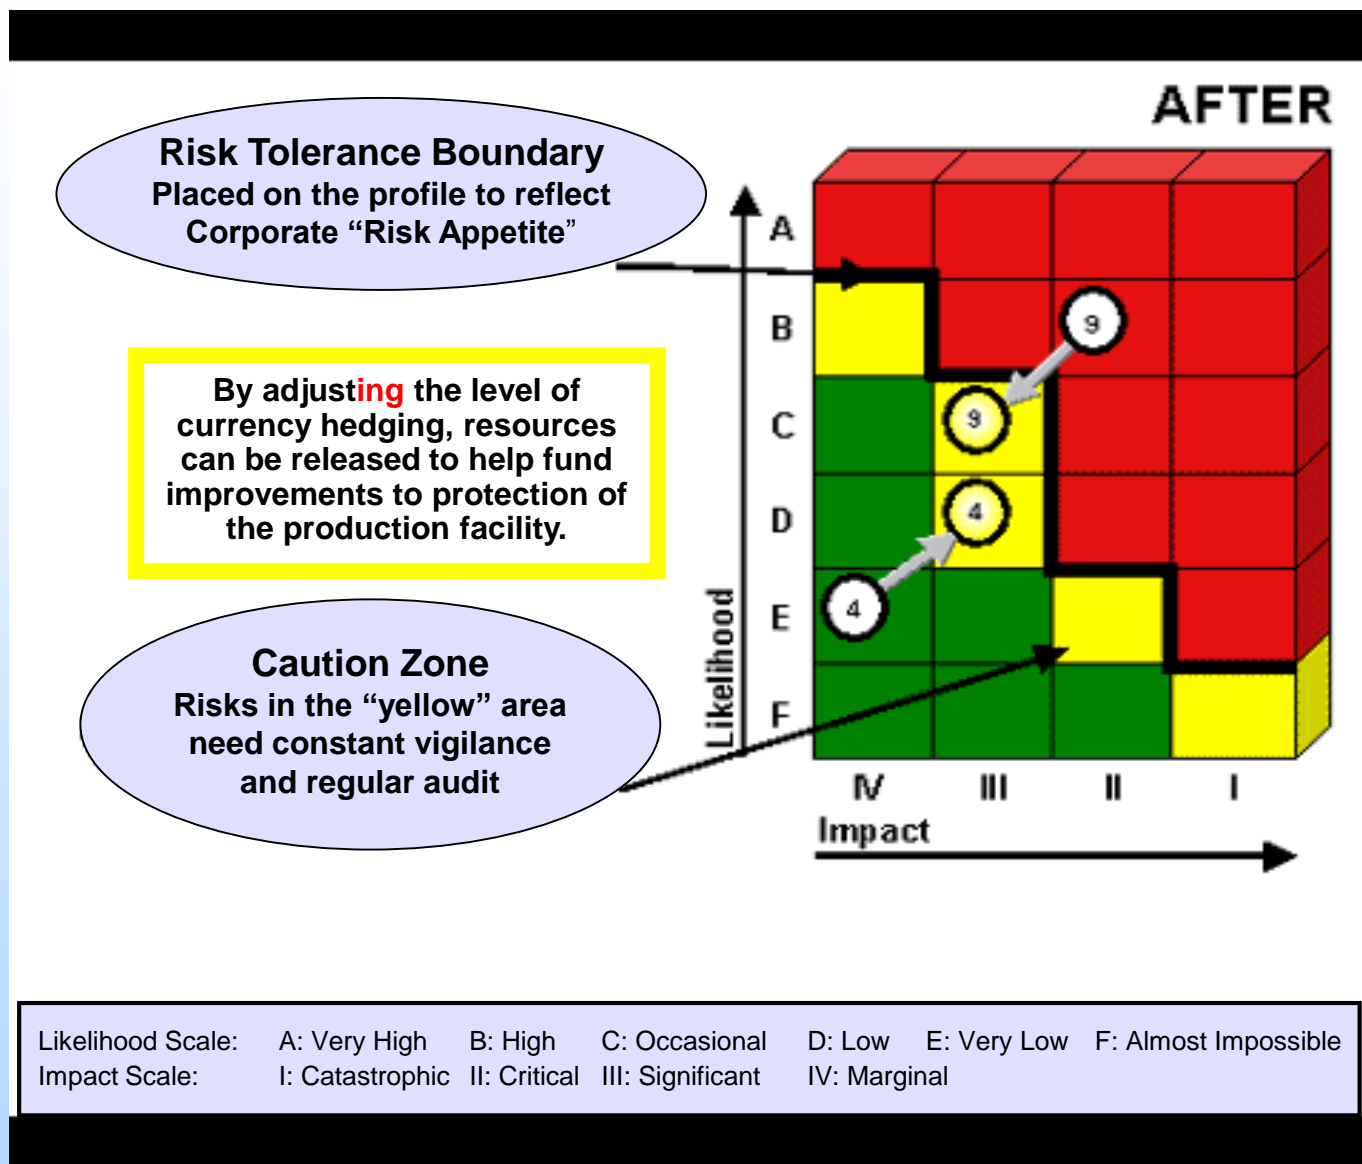 AFTER
Risk Tolerance Boundary
Placed on the profile to reflect
Corporate “Risk Appetite”
By adjusting the level of
currency hedging, resources
can be released to help fund
improvements to protection of
the production facility.
Caution Zone
Risks in the “yellow” area
need constant vigilance
and regular audit
Likelihood
A
B
9
C
9
D
4
E
4
F
IV III II I
Impact
Likelihood Scale: A: Very High B: High C: Occasional D: Low E: Very Low F: Almost Impossible
Impact Scale: I: Catastrophic II: Critical III: Significant IV: Marginal